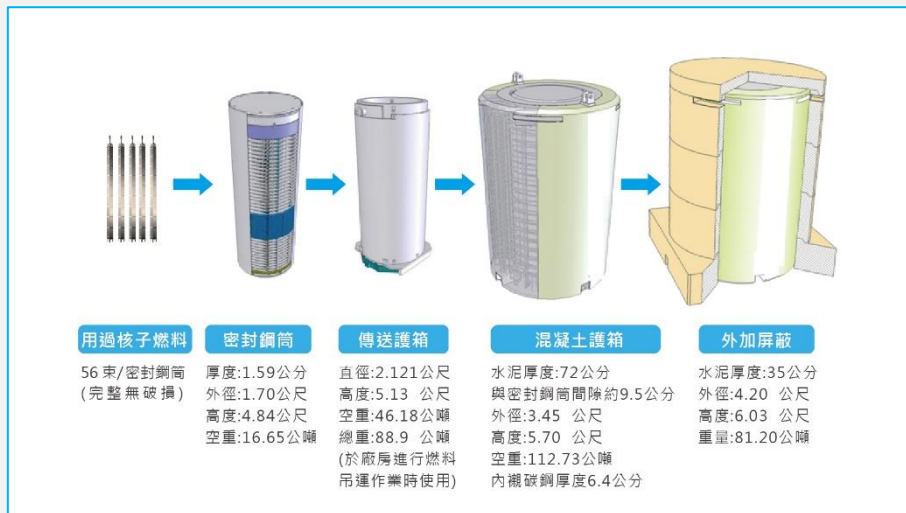 用過核子燃料
56束/密封鋼筒
(完整無破損)
密封鋼筒
厚度:1.59公分
外徑:1.70公尺
高度:4.84公尺
空重:16.65公噸
傳送護箱
直徑:2.121公尺
高度:5.13 公尺
空重:46.18公噸
總重:88.9 公噸
(於廠房進行燃料
吊運作業時使用)
混凝土護箱
水泥厚度:72公分
與密封鋼筒間隙約9.5公分
外徑:3.45 公尺
高度:5.70 公尺
空重:112.73公噸
內襯碳鋼厚度6.4公分
外加屏蔽
水泥厚度:35公分
外徑:4.20 公尺
高度:6.03 公尺
重量:81.20公噸